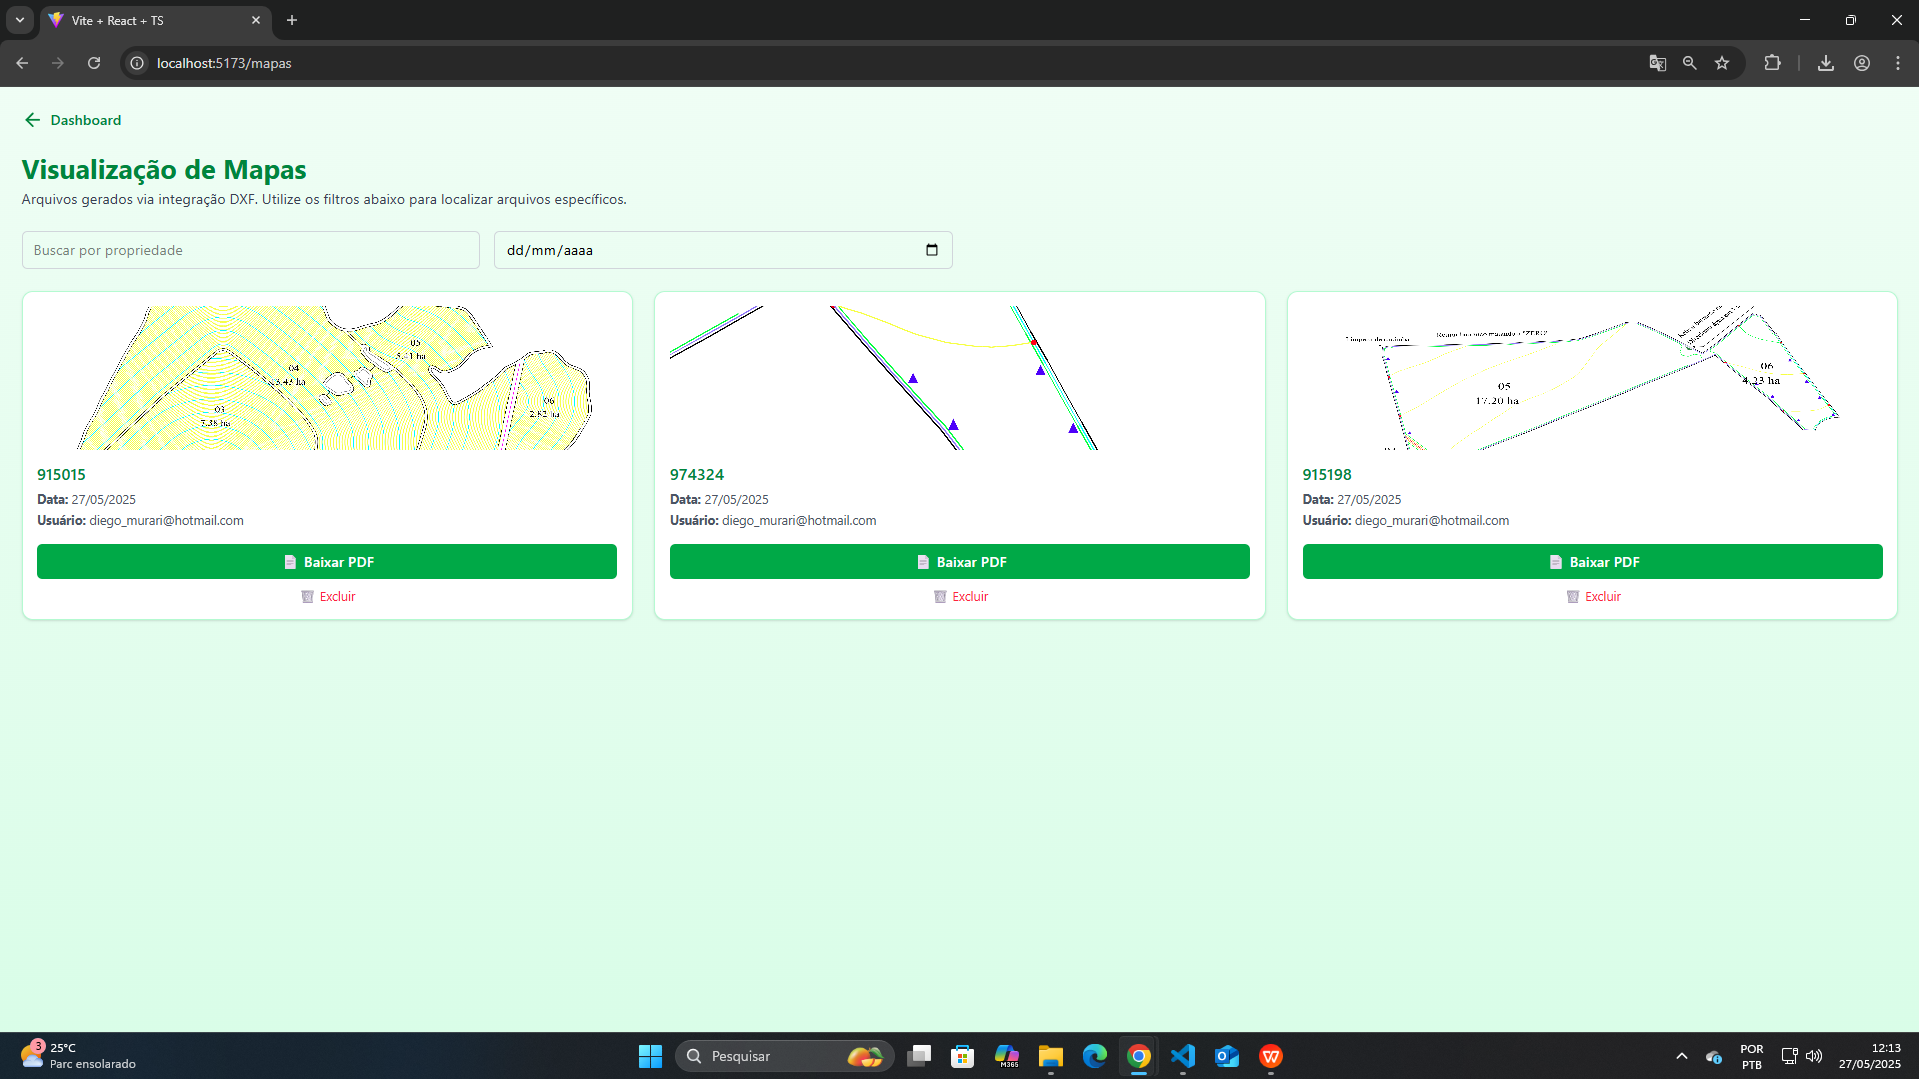 Vite + React + TS
localhost:5173/mapas
Dashboard
Visualização de Mapas
Arquivos gerados via integração DXF. Utilize os filtros abaixo para localizar arquivos específicos.
Buscar por propriedade
dd/mm/aaaa
05
5.41 ha
04
13.43 ha
03
7.38 ha
06
2.82 ha
915015
Data: 27/05/2025
Usuário: diego_murari@hotmail.com
Baixar PDF
Excluir
974324
Data: 27/05/2025
Usuário: diego_murari@hotmail.com
Baixar PDF
Excluir
05
17.20 ha
06
4.23 ha
915198
Data: 27/05/2025
Usuário: diego_murari@hotmail.com
Baixar PDF
Excluir
3
25°C
Parc ensolarado
Pesquisar
M365
POR
PTB
12:13
27/05/2025